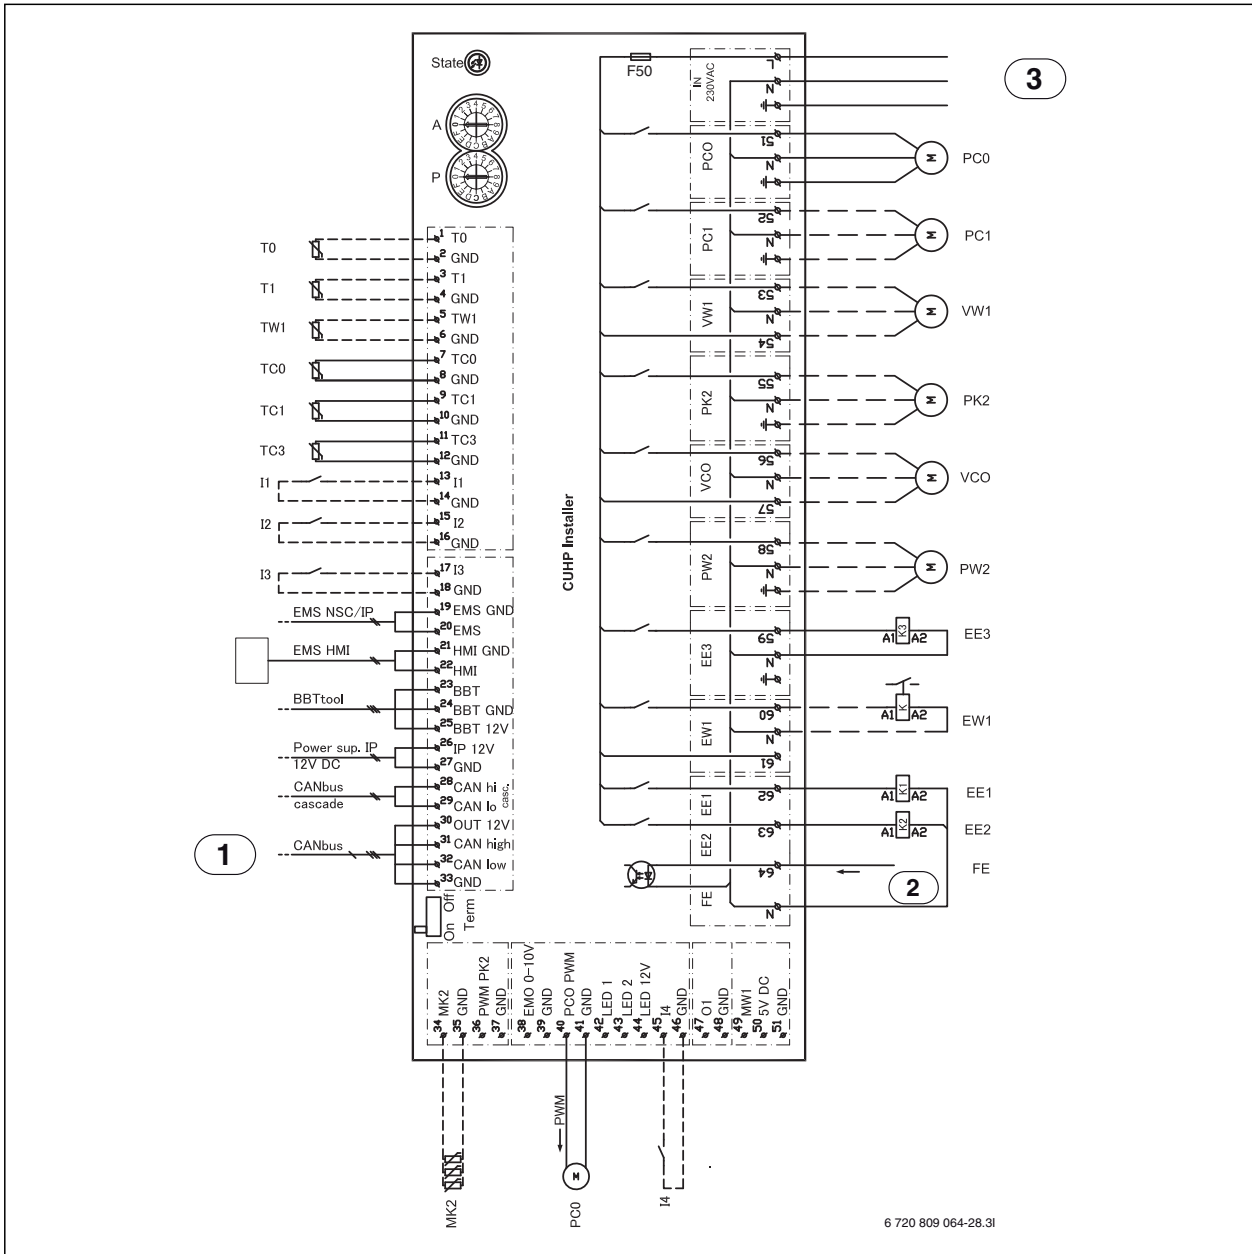 State
A
P
F50
IN
230VAC
L
N
3
PCO
51
N
PC0
PC1
52
N
PC1
VW1
53
N
54
VW1
PK2
55
N
PK2
VCO
56
N
57
VCO
PW2
58
N
PW2
EE3
59
N
A1 K3 A2
EE3
EW1
60
N
61
A1 K A2
EW1
EE1
62
A1 K1 A2
EE1
EE2
63
A1 K2 A2
EE2
FE
64
N
FE
2
CUHP Installer
T0
1 T0
2 GND
T1
3 T1
4 GND
TW1
5 TW1
6 GND
TC0
7 TC0
8 GND
TC1
9 TC1
10 GND
TC3
11 TC3
12 GND
I1
13 I1
14 GND
I2
15 I2
16 GND
I3
17 I3
18 GND
EMS NSC/IP
19 EMS GND
20 EMS
EMS HMI
21 HMI GND
22 HMI
BBTtool
23 BBT
24 BBT GND
25 BBT 12V
Power sup. IP
12V DC
26 IP 12V
27 GND
CANbus
cascade
28 CAN hi
29 CAN lo
casc.
1
CANbus
30 OUT 12V
31 CAN high
32 CAN low
33 GND
On Off
Term
34 MK2
35 GND
36 PWM PK2
37 GND
38 EMO 0-10V
39 GND
40 PCO PWM
41 GND
42 LED 1
43 LED 2
44 LED 12V
45 I4
46 GND
47 O1
48 GND
49 MW1
50 5V DC
51 GND
MK2
PWM
M
PC0
I4
M
M
M
M
M
M
6 720 809 064-28.3I